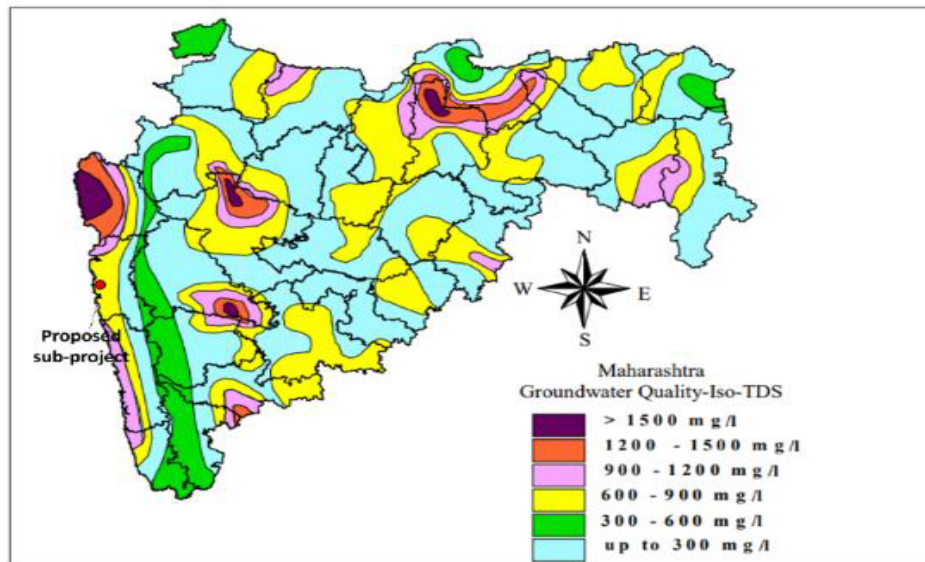 N
W
E
S
Proposed
sub-project
Maharashtra
Groundwater Quality-Iso-TDS
> 1500 mg/l
1200 - 1500 mg/l
900 - 1200 mg/l
600 - 900 mg/l
300 - 600 mg/l
up to 300 mg/l